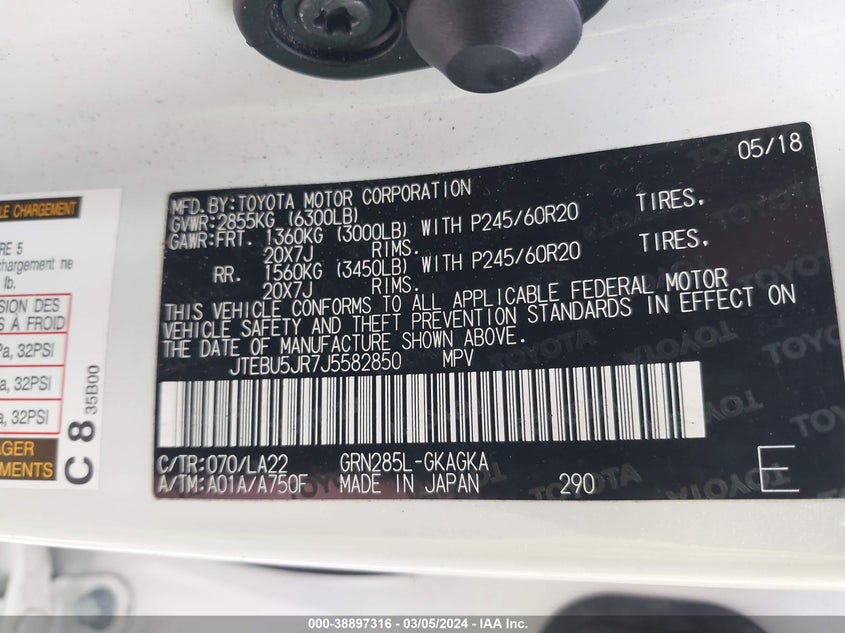 05/18
MFD. BY: TOYOTA MOTOR CORPORATION
GVWR: 2855KG (6300LB)
GAWR: FRT. 1360KG (3000LB) WITH P245/60R20 TIRES.
20X7J RIMS.
RR. 1560KG (3450LB) WITH P245/60R20 TIRES.
20X7J RIMS.
THIS VEHICLE CONFORMS TO ALL APPLICABLE FEDERAL MOTOR
VEHICLE SAFETY AND THEFT PREVENTION STANDARDS IN EFFECT ON
THE DATE OF MANUFACTURE SHOWN ABOVE.
JTEBU5JR7J5582850 MPV
C/TR: 070/LA22 GRN285L-GKAGKA
A/TM: A01A/A750F MADE IN JAPAN 290 E
LE CHARGEMENT
RE 5
chargement ne
lb.
SION DES
S À FROID
Pa, 32PSI
a, 32PSI
a, 32PSI
AGER
EMENTS
C 8 35B00
TOYOTA
000-38897316 - 03/05/2024 - IAA Inc.